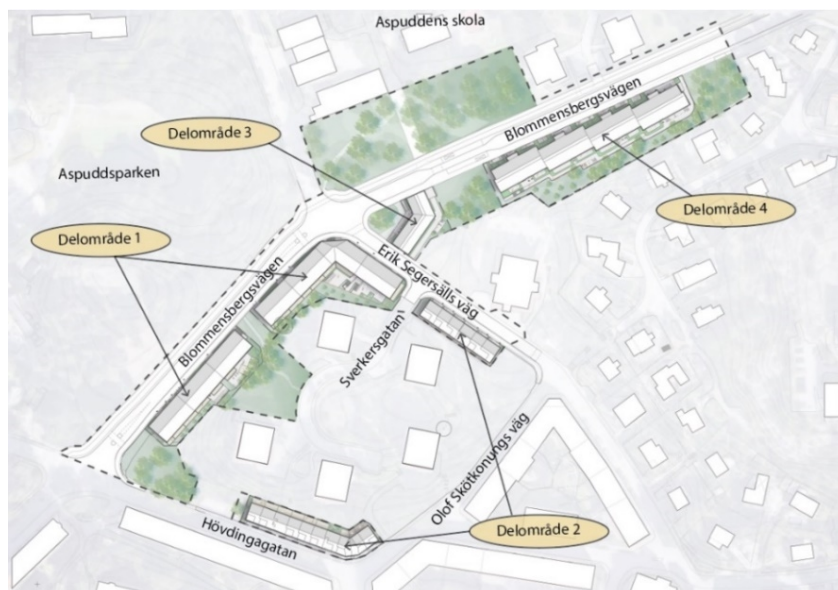 Aspuddens skola
Blommensbergsvägen
Delområde 3
Aspuddsparken
Delområde 4
Delområde 1
Erik Segersälls väg
Blommensbergsvägen
Sverkersgatan
Olof Skötkonungs väg
Hövdingagatan
Delområde 2